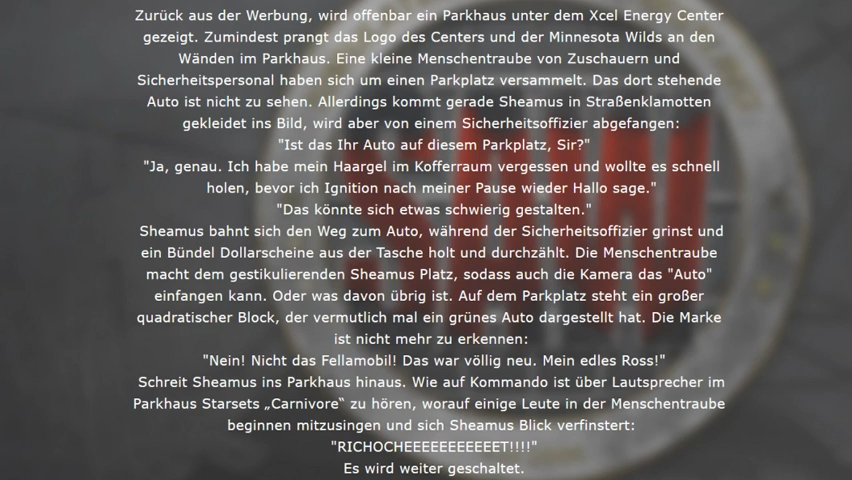 Zurück aus der Werbung, wird offenbar ein Parkhaus unter dem Xcel Energy Center
gezeigt. Zumindest prangt das Logo des Centers und der Minnesota Wilds an den
Wänden im Parkhaus. Eine kleine Menschentraube von Zuschauern und
Sicherheitspersonal haben sich um einen Parkplatz versammelt. Das dort stehende
Auto ist nicht zu sehen. Allerdings kommt gerade Sheamus in Straßenklamotten
gekleidet ins Bild, wird aber von einem Sicherheitsoffizier abgefangen:
"Ist das Ihr Auto auf diesem Parkplatz, Sir?"
"Ja, genau. Ich habe mein Haargel im Kofferraum vergessen und wollte es schnell
holen, bevor ich Ignition nach meiner Pause wieder Hallo sage."
"Das könnte sich etwas schwierig gestalten."
Sheamus bahnt sich den Weg zum Auto, während der Sicherheitsoffizier grinst und
ein Bündel Dollarscheine aus der Tasche holt und durchzählt. Die Menschentraube
macht dem gestikulierenden Sheamus Platz, sodass auch die Kamera das "Auto"
einfangen kann. Oder was davon übrig ist. Auf dem Parkplatz steht ein großer
quadratischer Block, der vermutlich mal ein grünes Auto dargestellt hat. Die Marke
ist nicht mehr zu erkennen:
"Nein! Nicht das Fellamobil! Das war völlig neu. Mein edles Ross!"
Schreit Sheamus ins Parkhaus hinaus. Wie auf Kommando ist über Lautsprecher im
Parkhaus Starsets „Carnivore“ zu hören, worauf einige Leute in der Menschentraube
beginnen mitzusingen und sich Sheamus Blick verfinstert:
"RICHOCHEEEEEEEEEEET!!!!"
Es wird weiter geschaltet.